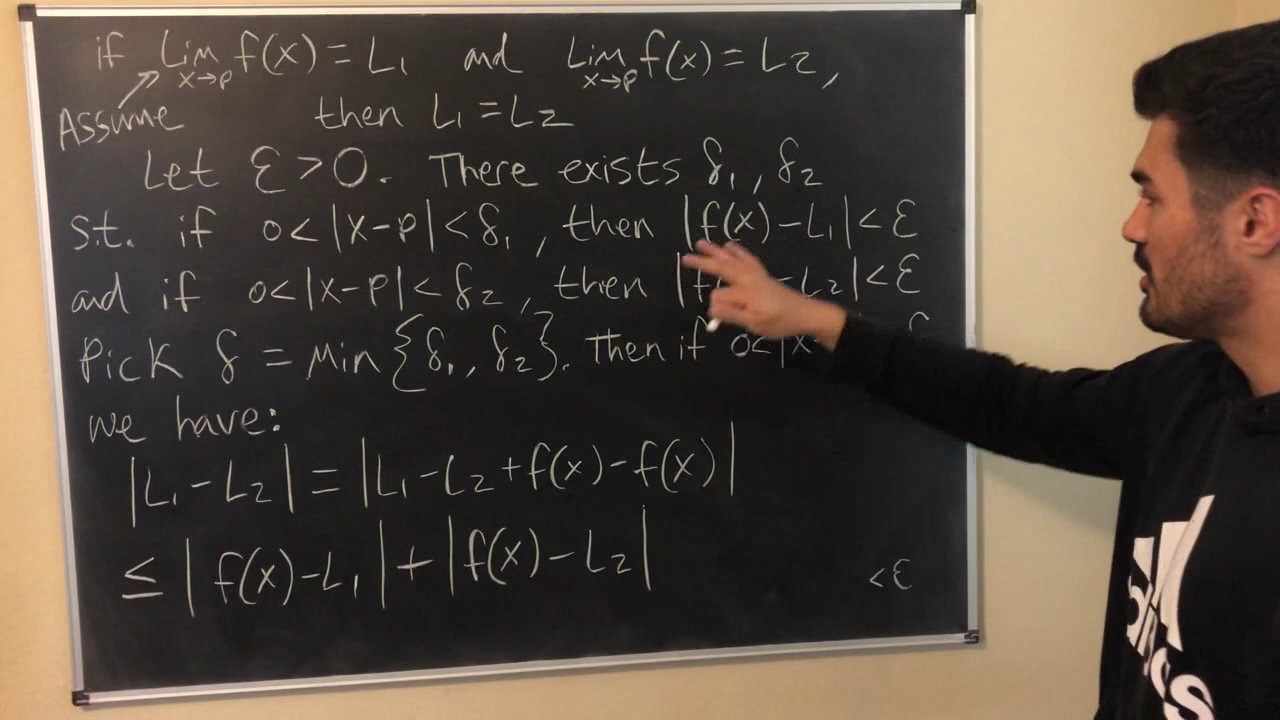 if Lim f(x) = L₁ and Lim f(x) = L₂,
x→p x→p
Assume then L₁ = L₂
Let ε > 0. There exists δ₁, δ₂
s.t. if 0 < |x-p| < δ₁, then |f(x) - L₁| < ε
and if 0 < |x-p| < δ₂, then |f - L₂| < ε
Pick δ = Min{δ₁, δ₂}. Then if 0 < |x
we have:
|L₁ - L₂| = |L₁ - L₂ + f(x) - f(x)|
≤ |f(x) - L₁| + |f(x) - L₂| < ε
adidas